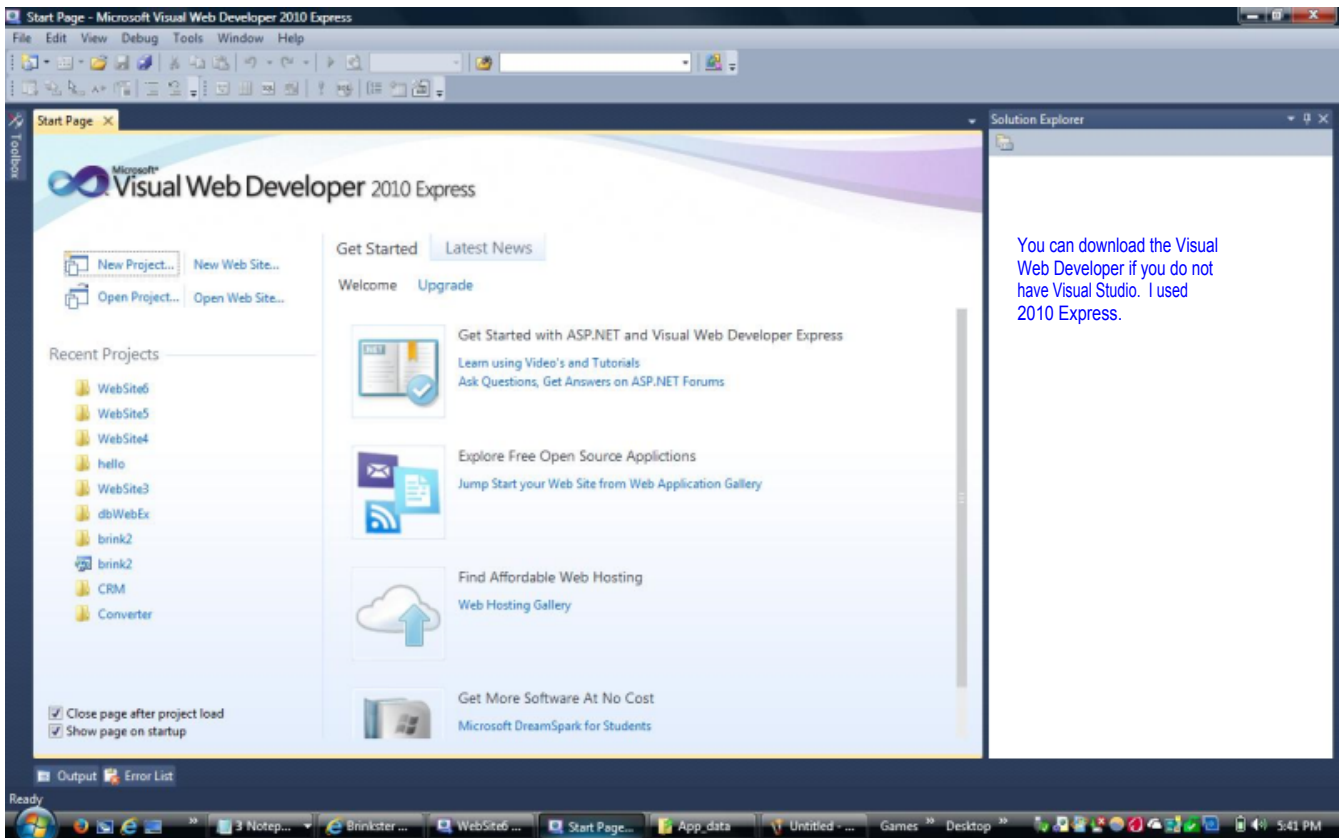 Start Page - Microsoft Visual Web Developer 2010 Express
File Edit View Debug Tools Window Help
Toolbox
Start Page
Solution Explorer
Microsoft®
Visual Web Developer 2010 Express
New Project... New Web Site...
Open Project... Open Web Site...
Recent Projects
WebSite6
WebSite5
WebSite4
hello
WebSite3
dbWebEx
brink2
brink2
CRM
Converter
Close page after project load
Show page on startup
Get Started Latest News
Welcome Upgrade
Get Started with ASP.NET and Visual Web Developer Express
Learn using Video's and Tutorials
Ask Questions, Get Answers on ASP.NET Forums
Explore Free Open Source Applictions
Jump Start your Web Site from Web Application Gallery
Find Affordable Web Hosting
Web Hosting Gallery
Get More Software At No Cost
Microsoft DreamSpark for Students
You can download the Visual
Web Developer if you do not
have Visual Studio. I used
2010 Express.
Output Error List
Ready
3 Notep... Brinkster ... WebSite6 ... Start Page... App_data Untitled - ... Games » Desktop » 5:41 PM